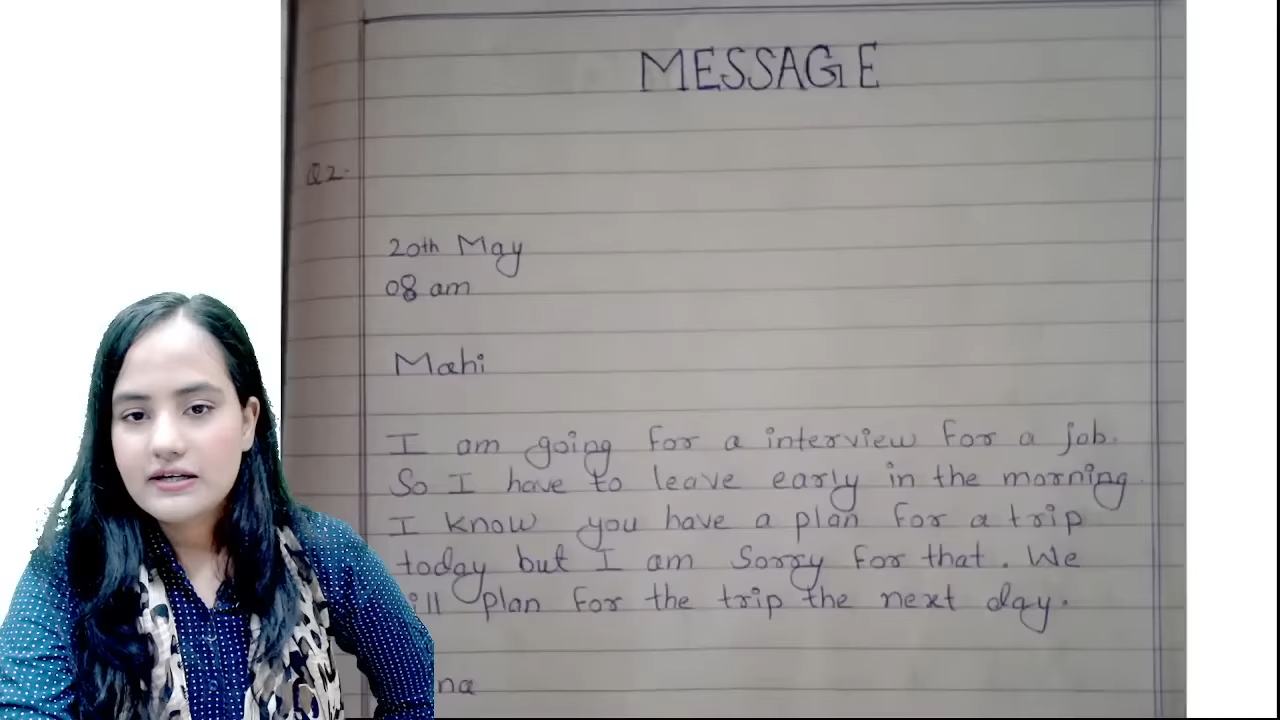 MESSAGE
Q2.
20th May
08 am
Mahi
I am going for a interview for a job.
So I have to leave early in the morning
I know you have a plan for a trip
today but I am Sorry for that. We
ill plan for the trip the next day.
na